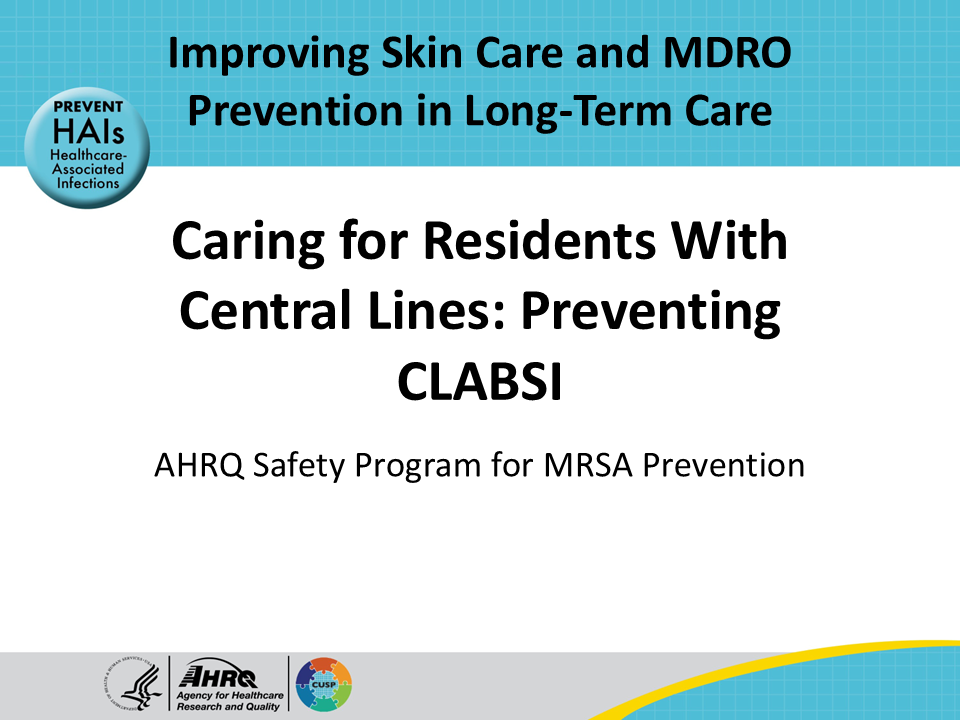 Improving Skin Care and MDRO
Prevention in Long-Term Care
PREVENT
HAIs
Healthcare-
Associated
Infections
Caring for Residents With
Central Lines: Preventing
CLABSI
AHRQ Safety Program for MRSA Prevention
AHRQ
Agency for Healthcare
Research and Quality
CUSP